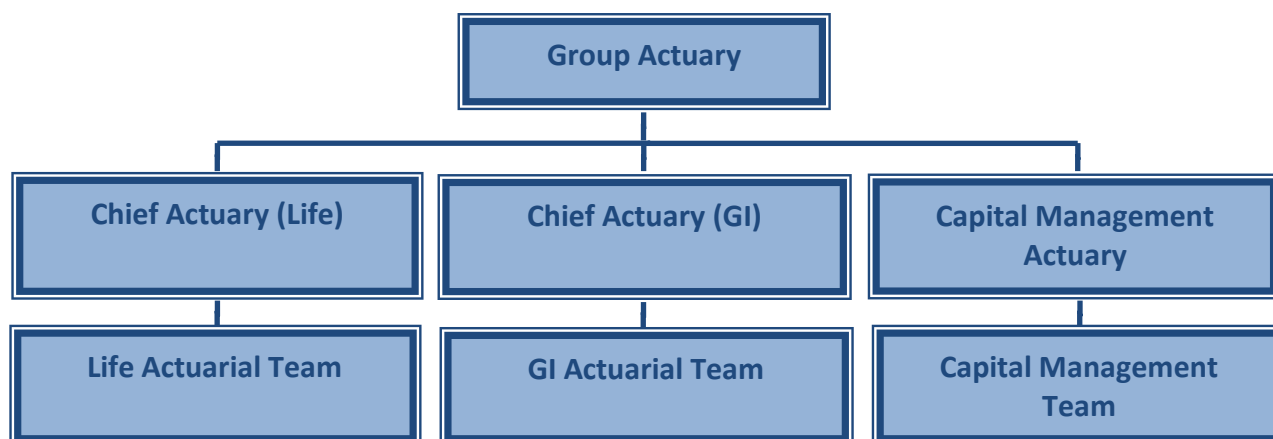 Group Actuary
Chief Actuary (Life)
Chief Actuary (GI)
Capital Management
Actuary
Life Actuarial Team
GI Actuarial Team
Capital Management
Team